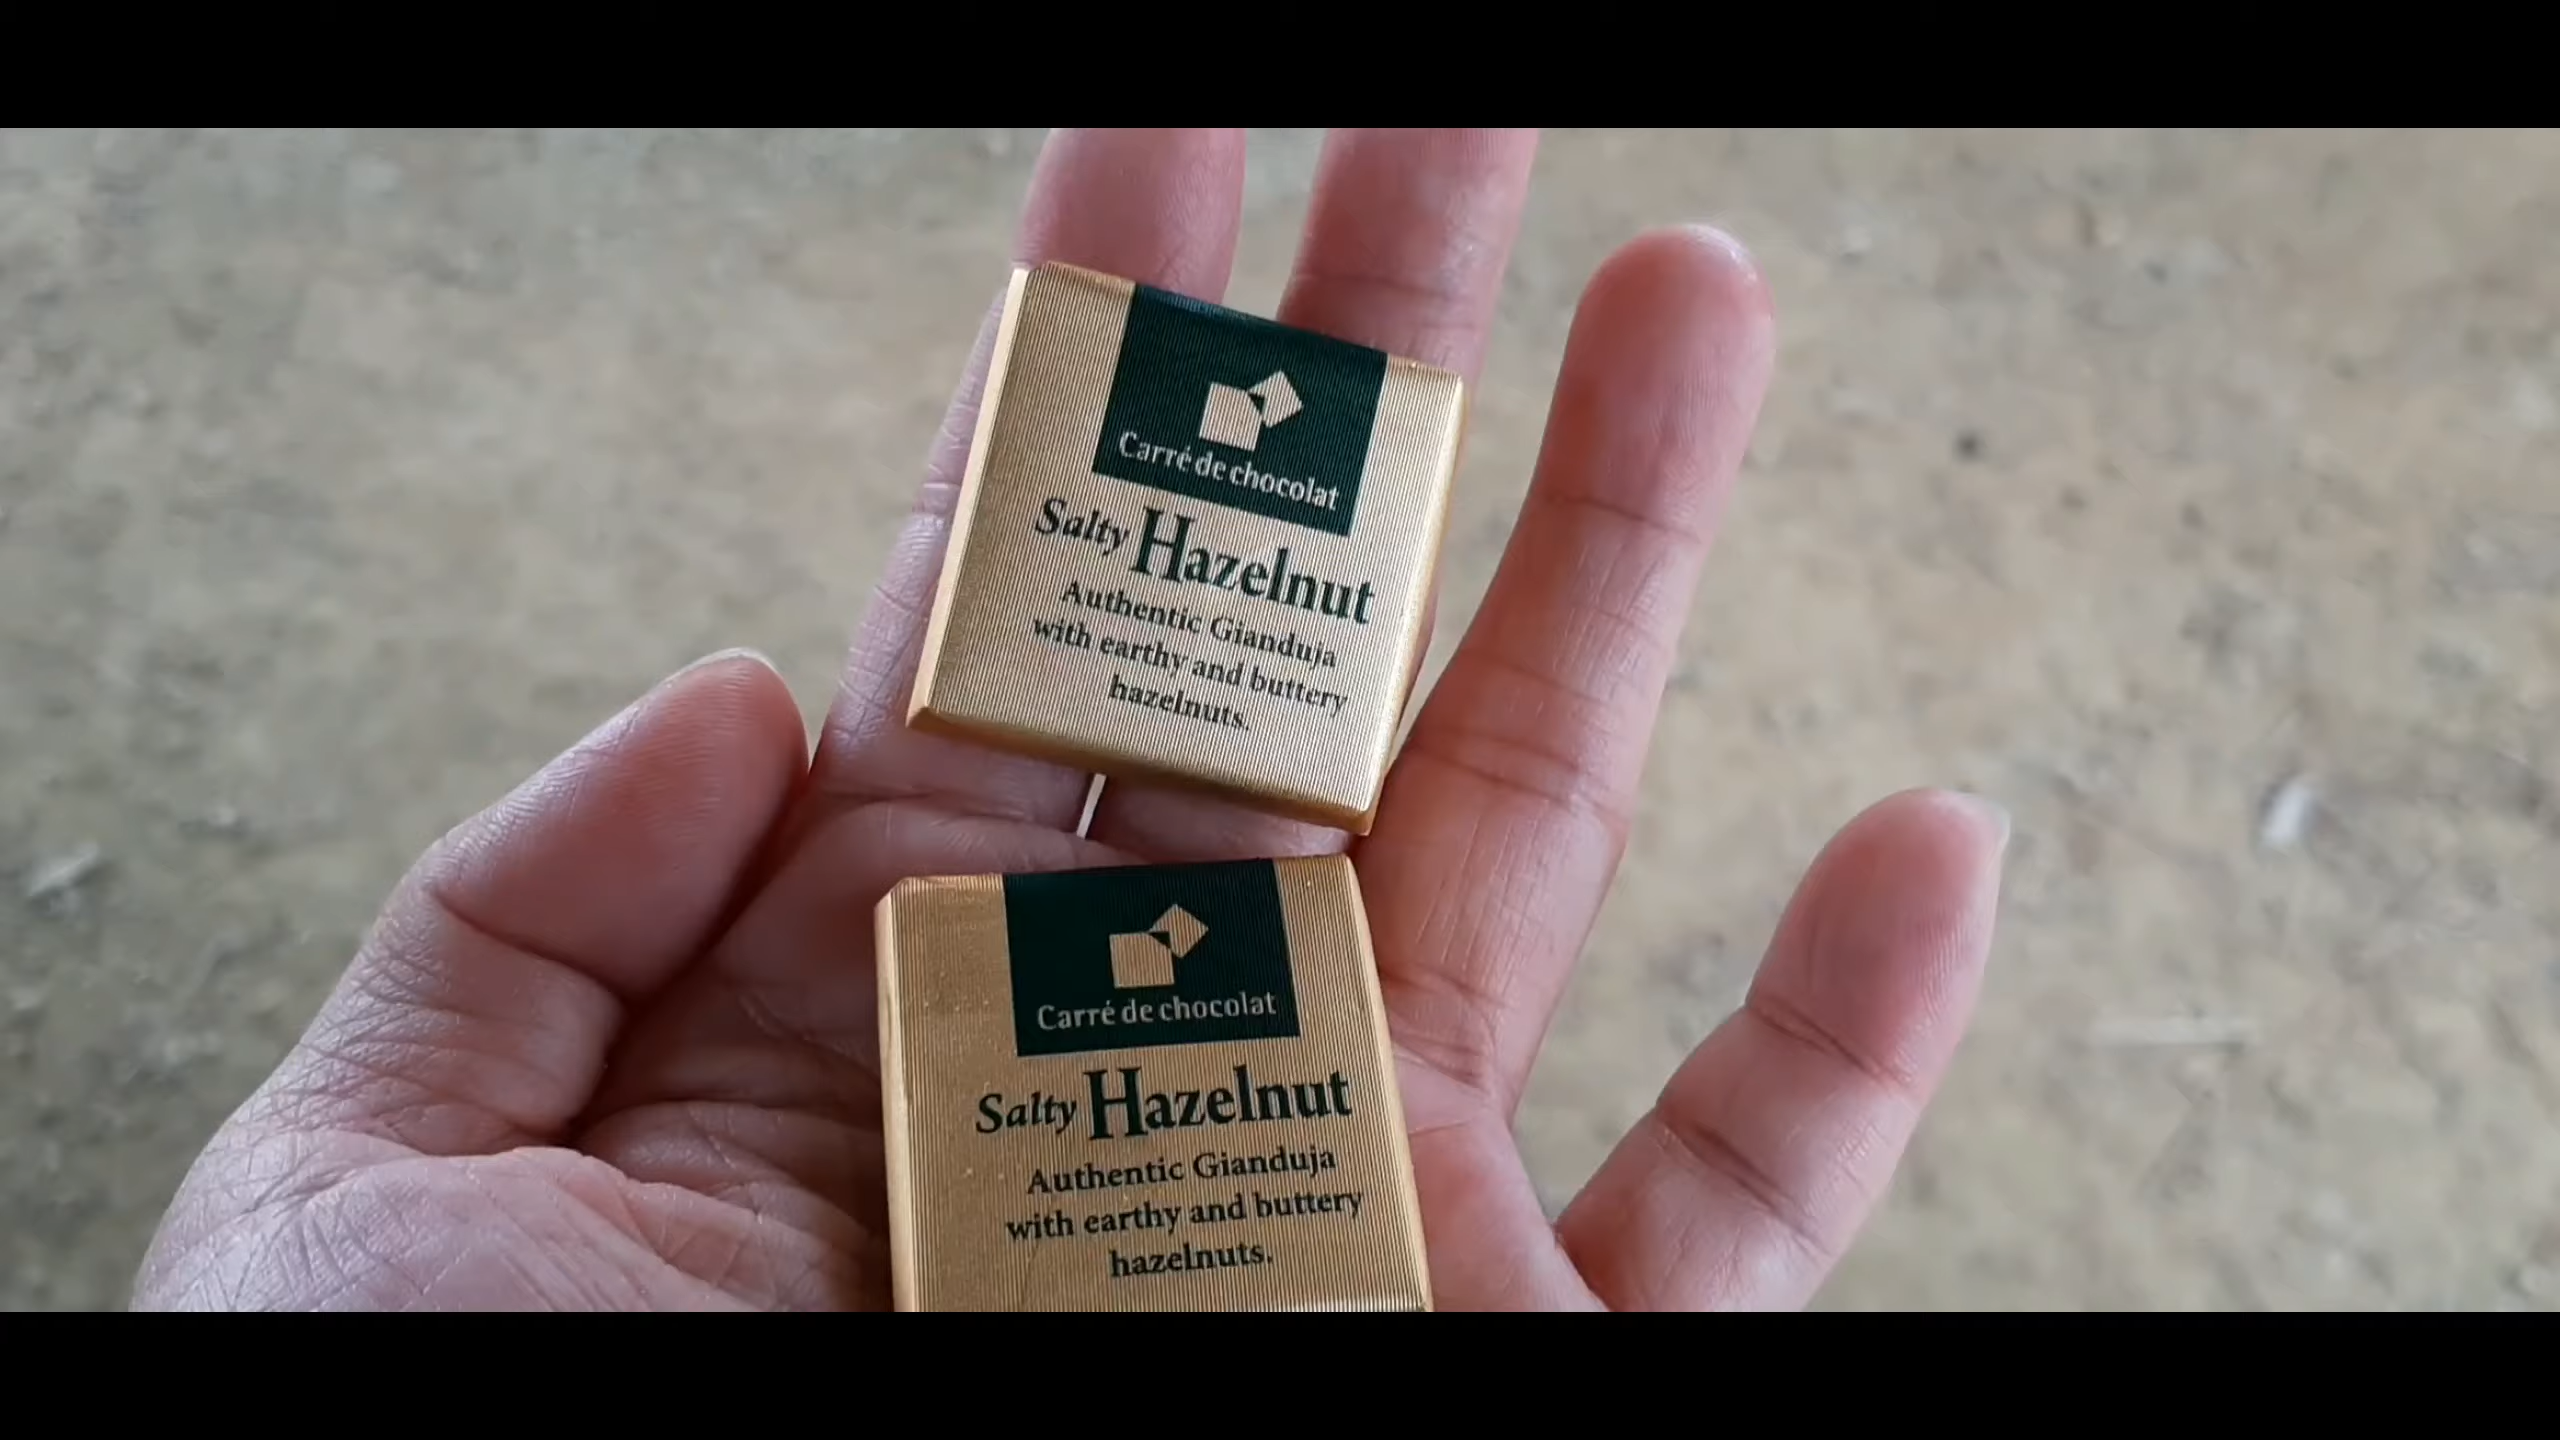 Carré de chocolat
Salty Hazelnut
Authentic Gianduja
with earthy and buttery
hazelnuts.
Carré de chocolat
Salty Hazelnut
Authentic Gianduja
with earthy and buttery
hazelnuts.